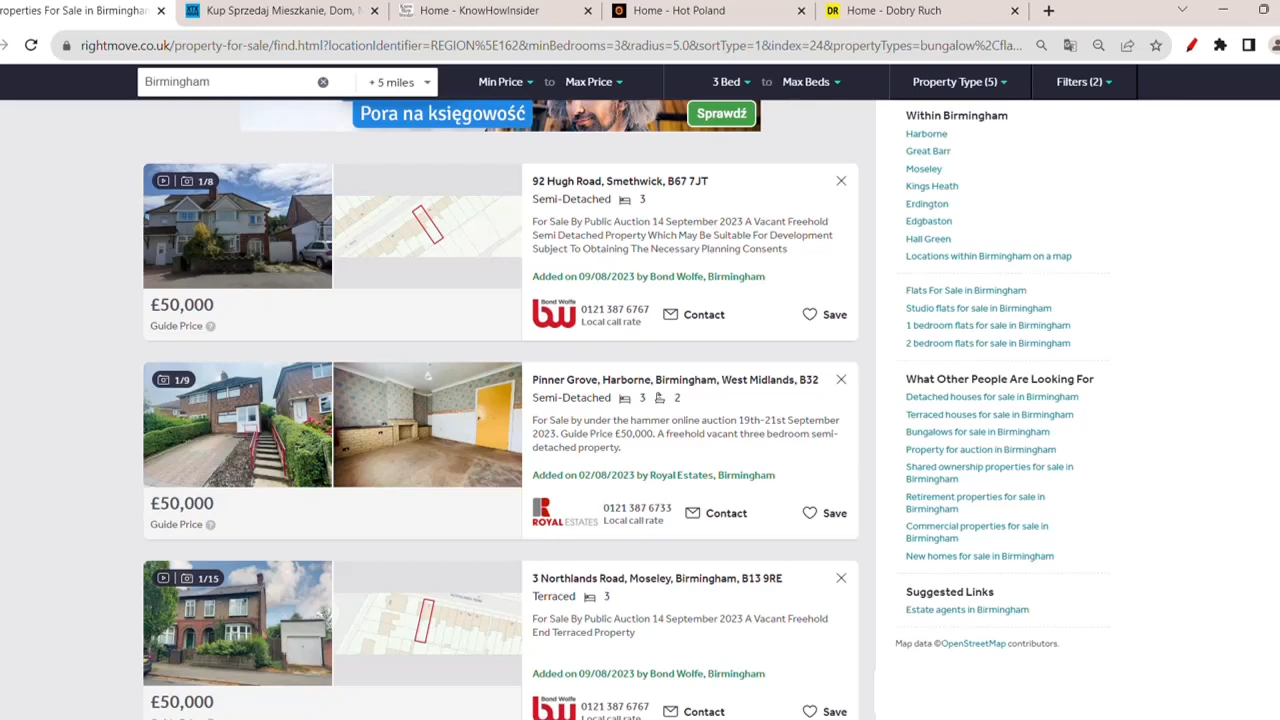 roperties For Sale in Birmingham
Kup Sprzedaj Mieszkanie, Dom, M
Home - KnowHowInsider
Home - Hot Poland
DR
Home - Dobry Ruch
rightmove.co.uk/property-for-sale/find.html?locationIdentifier=REGION%5E162&minBedrooms=3&radius=5.0&sortType=1&index=24&propertyTypes=bungalow%2Cfla...
Birmingham
+ 5 miles
Min Price to Max Price
3 Bed to Max Beds
Property Type (5)
Filters (2)
Pora na księgowość
Sprawdź
1/8
£50,000
Guide Price
92 Hugh Road, Smethwick, B67 7JT
Semi-Detached 3
For Sale By Public Auction 14 September 2023 A Vacant Freehold
Semi Detached Property Which May Be Suitable For Development
Subject To Obtaining The Necessary Planning Consents
Added on 09/08/2023 by Bond Wolfe, Birmingham
Bond Wolfe
bw
0121 387 6767
Local call rate
Contact
Save
1/9
£50,000
Guide Price
Pinner Grove, Harborne, Birmingham, West Midlands, B32
Semi-Detached 3 2
For Sale by under the hammer online auction 19th-21st September
2023. Guide Price £50,000. A freehold vacant three bedroom semi-
detached property.
Added on 02/08/2023 by Royal Estates, Birmingham
ROYAL ESTATES
0121 387 6733
Local call rate
Contact
Save
1/15
£50,000
3 Northlands Road, Moseley, Birmingham, B13 9RE
Terraced 3
For Sale By Public Auction 14 September 2023 A Vacant Freehold
End Terraced Property
Added on 09/08/2023 by Bond Wolfe, Birmingham
Bond Wolfe
bw
0121 387 6767
Local call rate
Contact
Save
Within Birmingham
Harborne
Great Barr
Moseley
Kings Heath
Erdington
Edgbaston
Hall Green
Locations within Birmingham on a map
Flats For Sale in Birmingham
Studio flats for sale in Birmingham
1 bedroom flats for sale in Birmingham
2 bedroom flats for sale in Birmingham
What Other People Are Looking For
Detached houses for sale in Birmingham
Terraced houses for sale in Birmingham
Bungalows for sale in Birmingham
Property for auction in Birmingham
Shared ownership properties for sale in
Birmingham
Retirement properties for sale in
Birmingham
Commercial properties for sale in
Birmingham
New homes for sale in Birmingham
Suggested Links
Estate agents in Birmingham
Map data ©OpenStreetMap contributors.